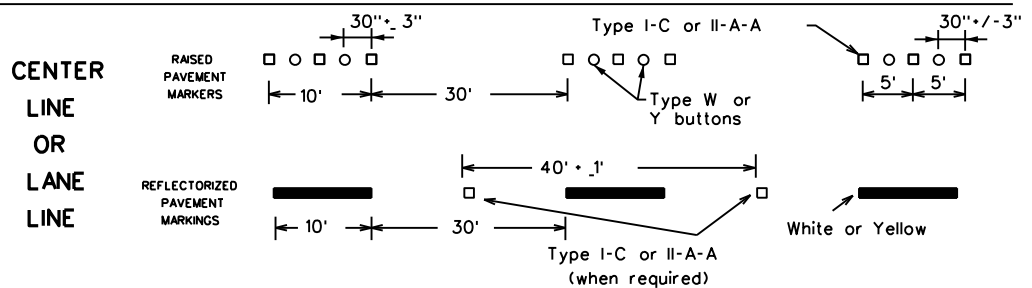 CENTER
LINE
OR
LANE
LINE
RAISED
PAVEMENT
MARKERS
30"+_ 3"
Type I-C or II-A-A
30"+/-3"
10'
30'
Type W or
Y buttons
5'
5'
REFLECTORIZED
PAVEMENT
MARKINGS
40' +_ 1'
10'
30'
Type I-C or II-A-A
(when required)
White or Yellow